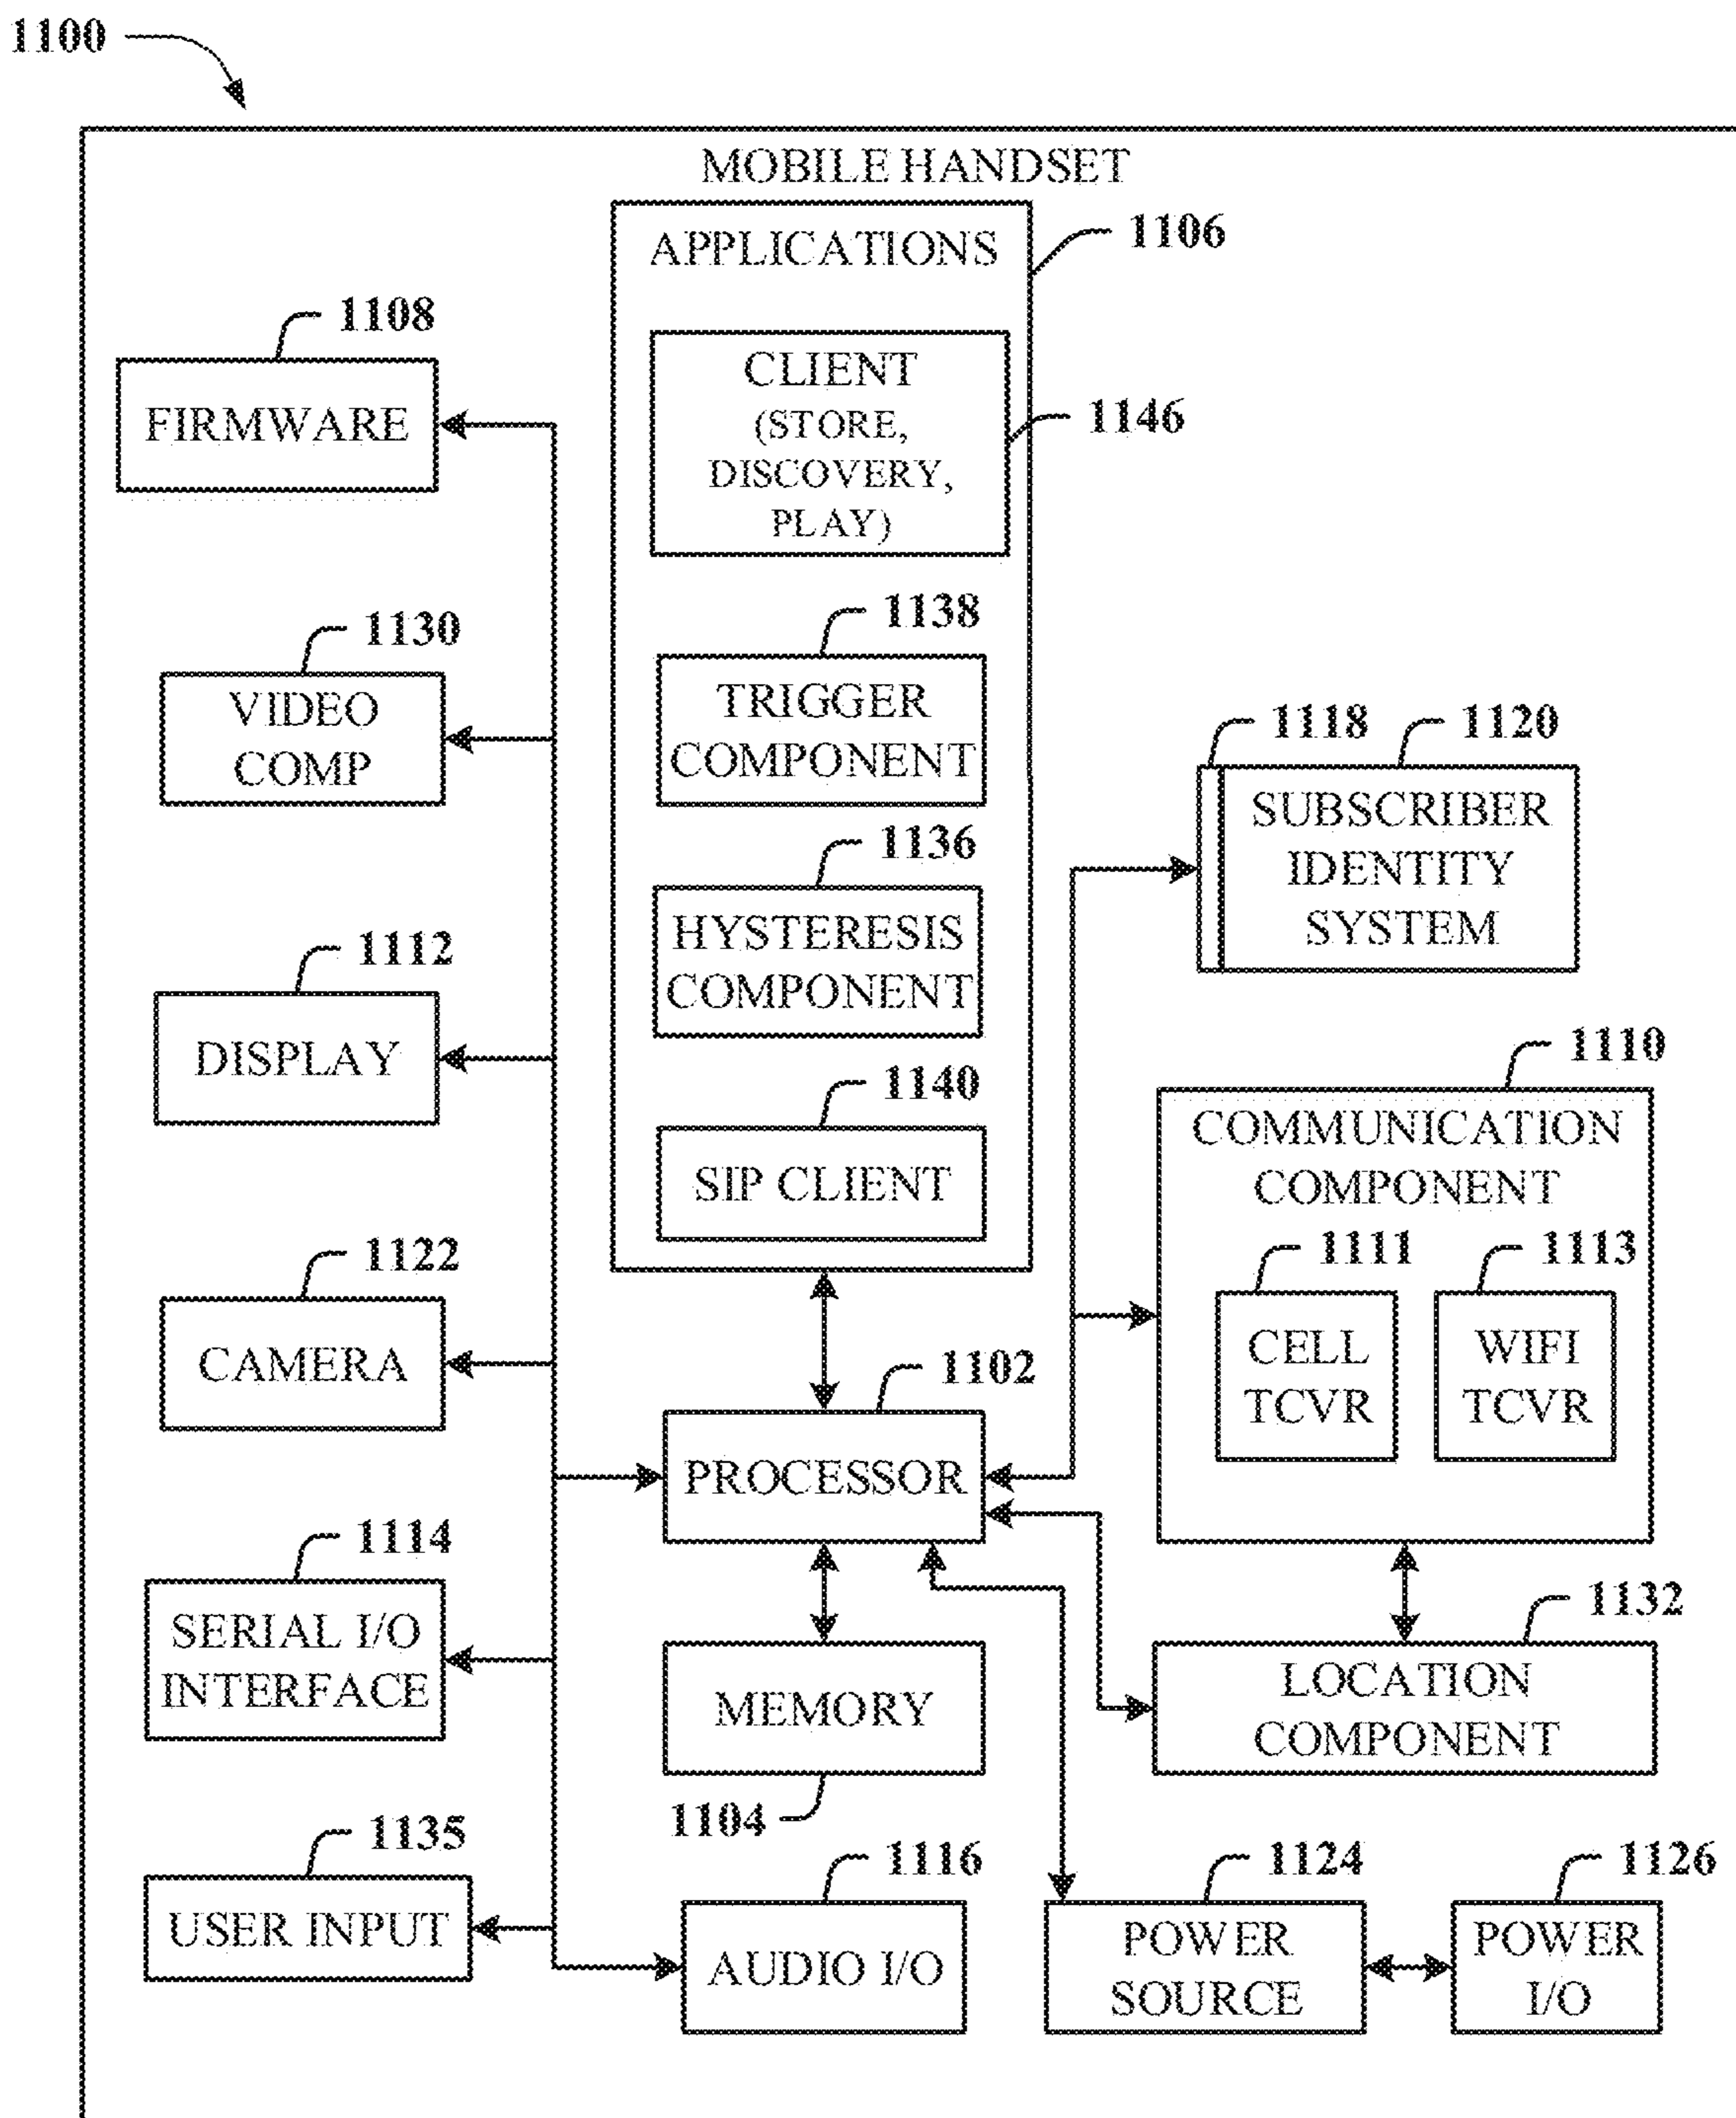 1100
MOBILE HANDSET
APPLICATIONS
1106
1108
FIRMWARE
CLIENT
(STORE,
DISCOVERY,
PLAY)
1146
1130
VIDEO
COMP
1138
TRIGGER
COMPONENT
1118
1120
SUBSCRIBER
IDENTITY
SYSTEM
1136
HYSTERESIS
COMPONENT
1112
DISPLAY
1140
SIP CLIENT
1110
COMMUNICATION
COMPONENT
1111
CELL
TCVR
1113
WIFI
TCVR
1122
CAMERA
1102
PROCESSOR
1114
SERIAL I/O
INTERFACE
MEMORY
1104
1132
LOCATION
COMPONENT
1135
USER INPUT
1116
AUDIO I/O
1124
POWER
SOURCE
1126
POWER
I/O